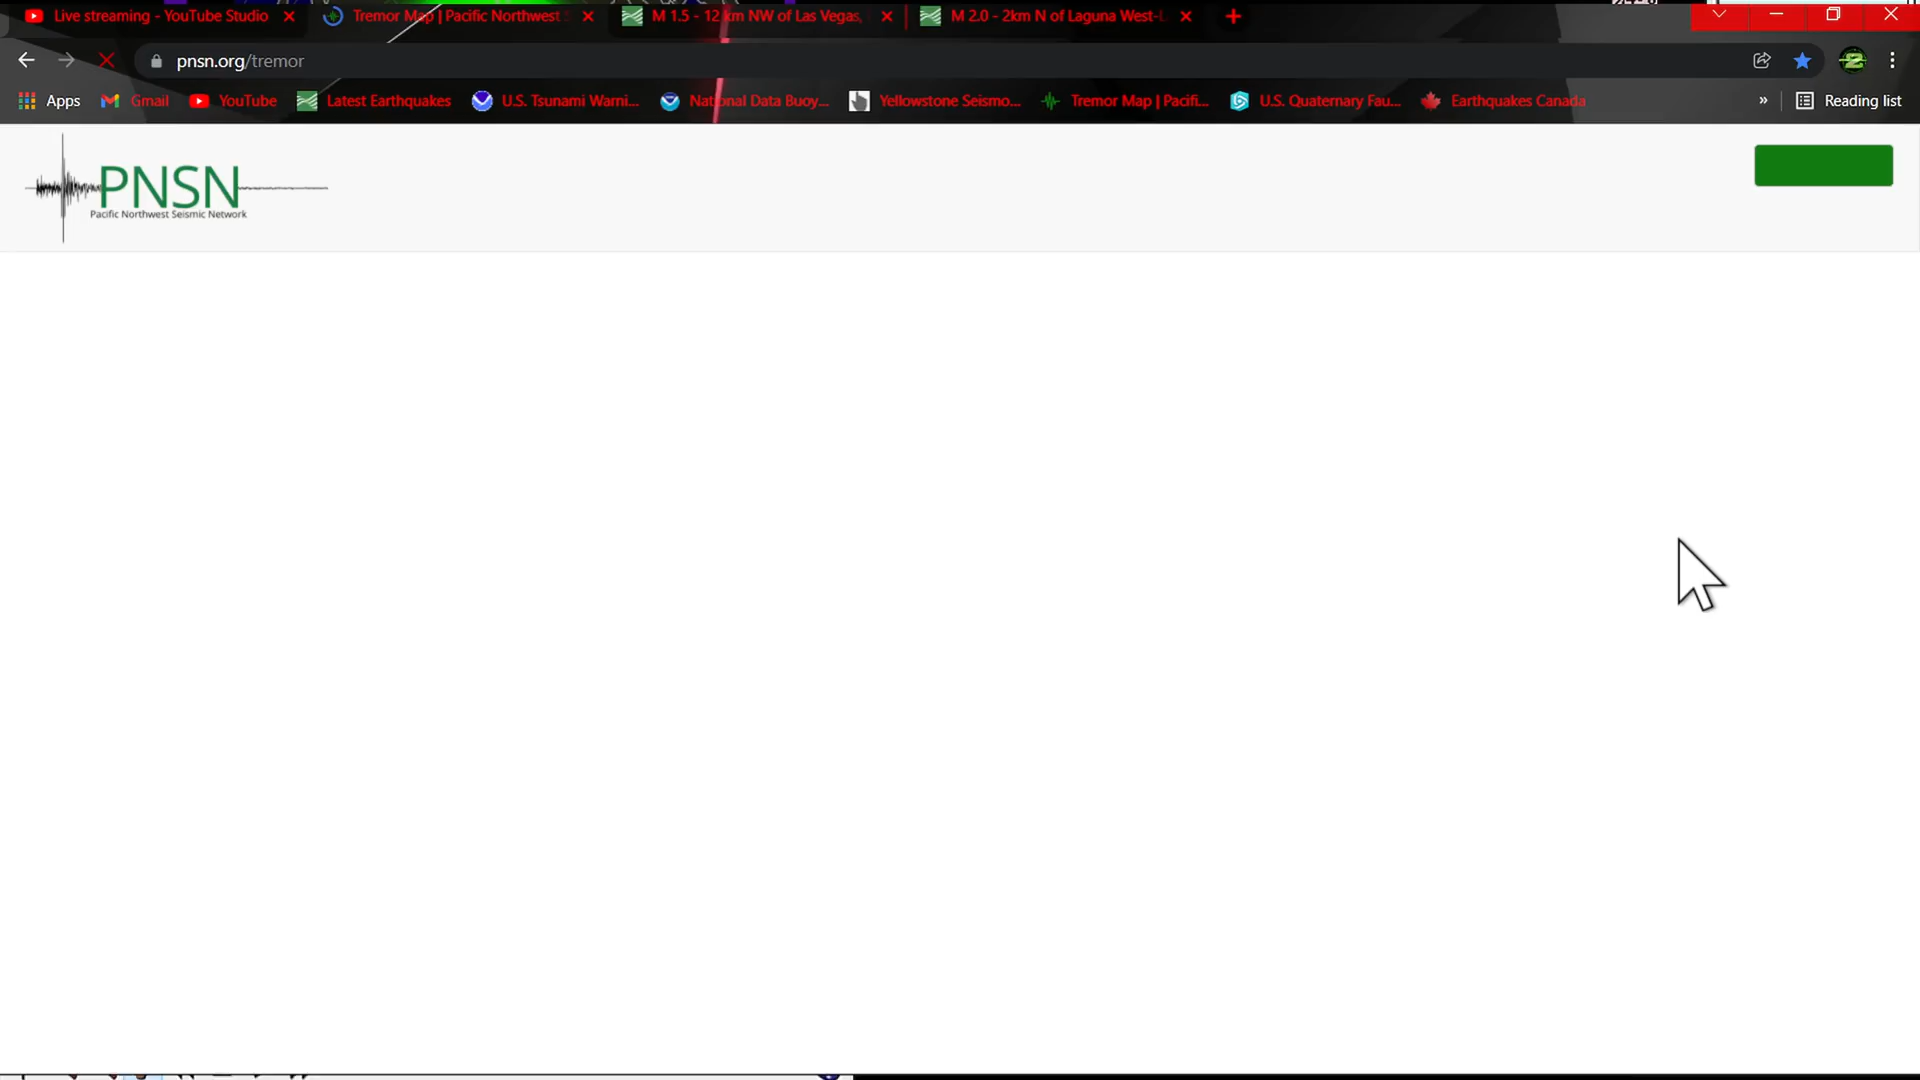 Live streaming - YouTube Studio
Tremor Map | Pacific Northwest S
M 1.5 - 12 km NW of Las Vegas,
M 2.0 - 2km N of Laguna West-L
pnsn.org/tremor
Apps
Gmail
YouTube
Latest Earthquakes
U.S. Tsunami Warni...
National Data Buoy...
Yellowstone Seismo...
Tremor Map | Pacifi...
U.S. Quaternary Fau...
Earthquakes Canada
»
Reading list
PNSN
Pacific Northwest Seismic Network